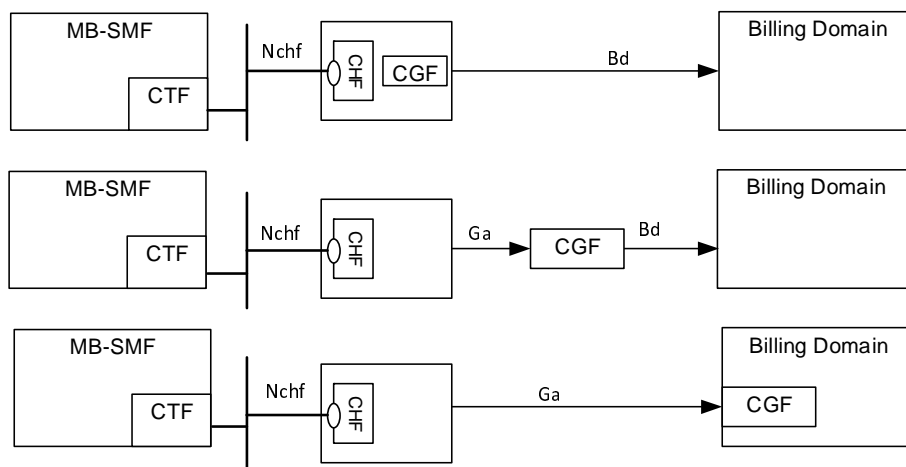 MB-SMF
CTF
Nchf
CHF
CGF
Bd
Billing Domain
MB-SMF
CTF
Nchf
CHF
Ga
CGF
Bd
Billing Domain
MB-SMF
CTF
Nchf
CHF
Ga
Billing Domain
CGF